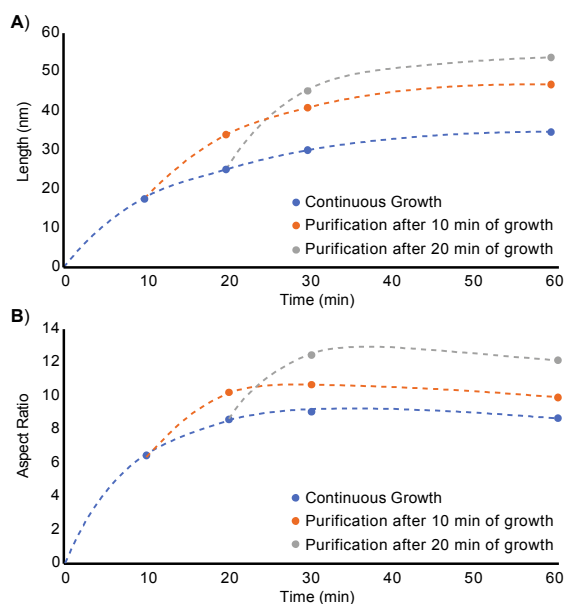 A)
60
50
40
30
20
10
0
Length (nm)
Continuous Growth
Purification after 10 min of growth
Purification after 20 min of growth
0 10 20 30 40 50 60
Time (min)
B)
14
12
10
8
6
4
2
0
Aspect Ratio
Continuous Growth
Purification after 10 min of growth
Purification after 20 min of growth
0 10 20 30 40 50 60
Time (min)